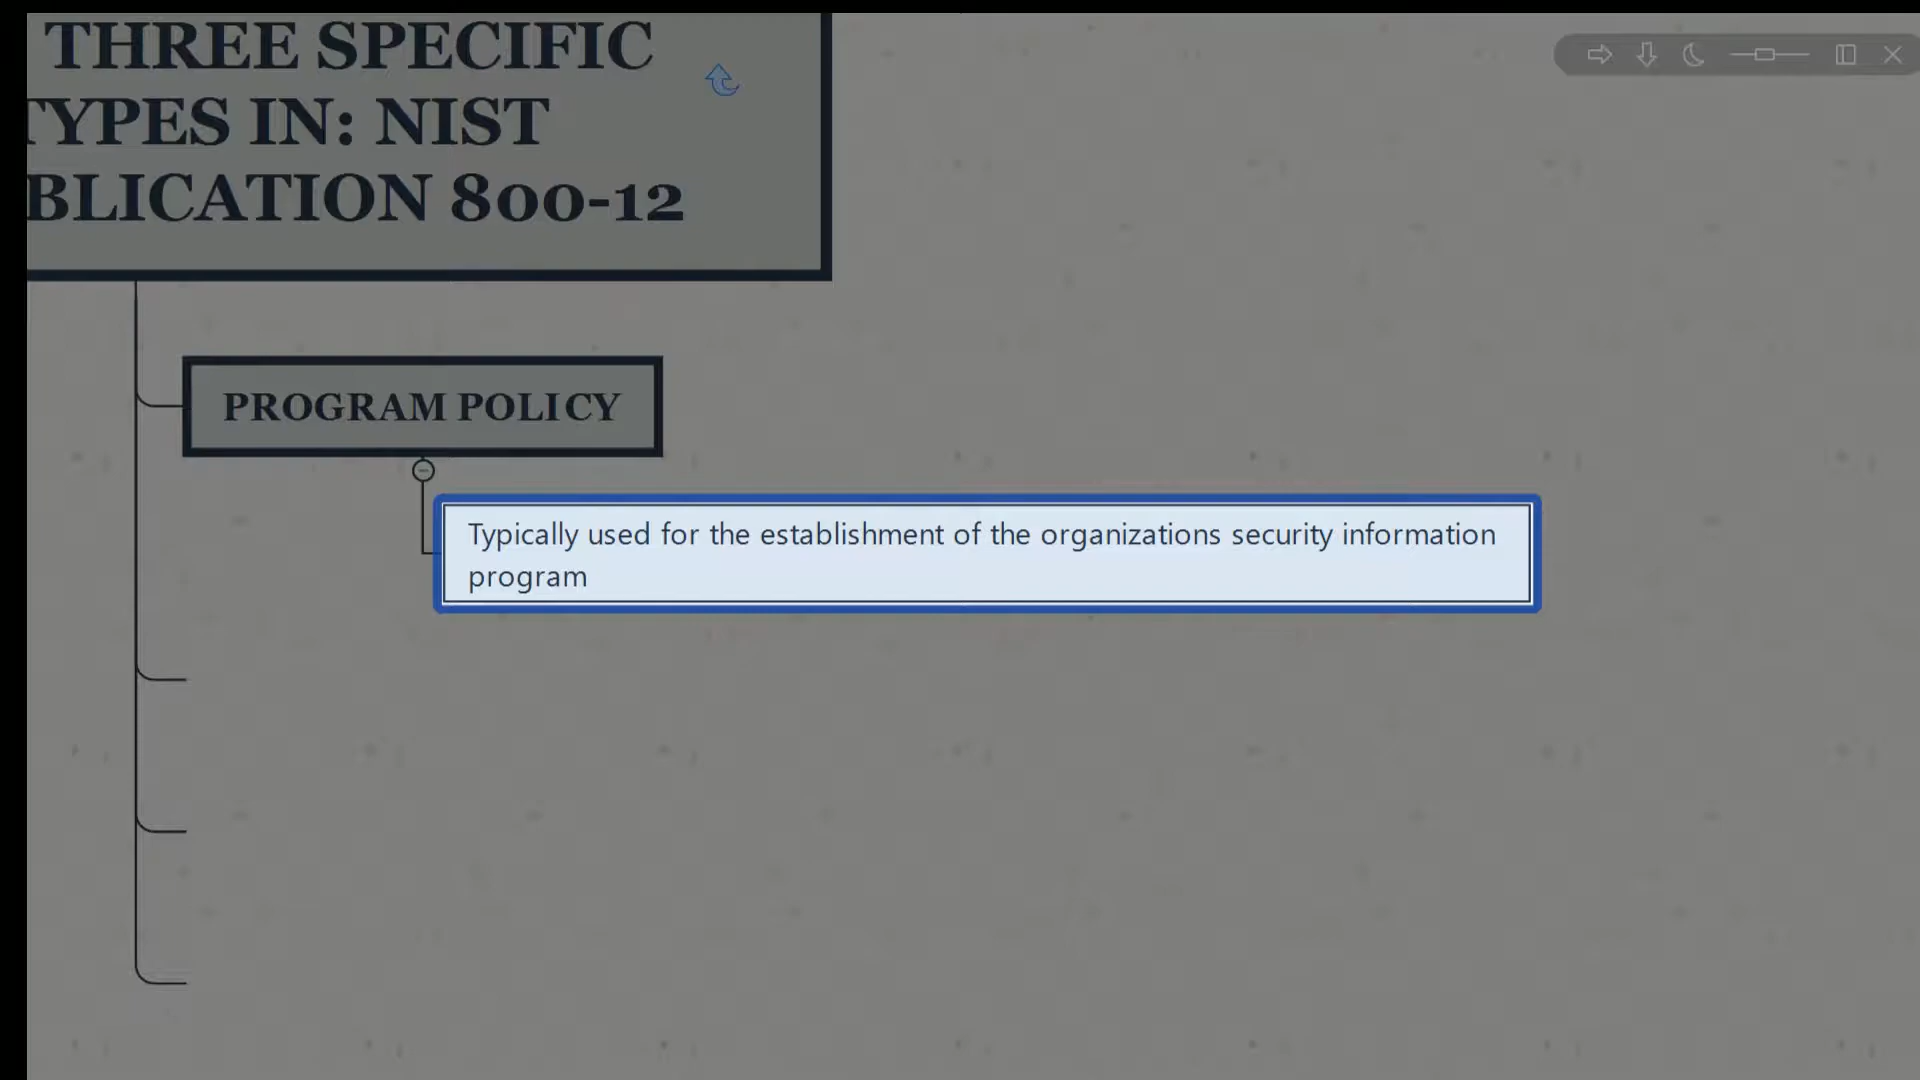 THREE SPECIFIC
TYPES IN: NIST
BLICATION 800-12
PROGRAM POLICY
Typically used for the establishment of the organizations security information
program